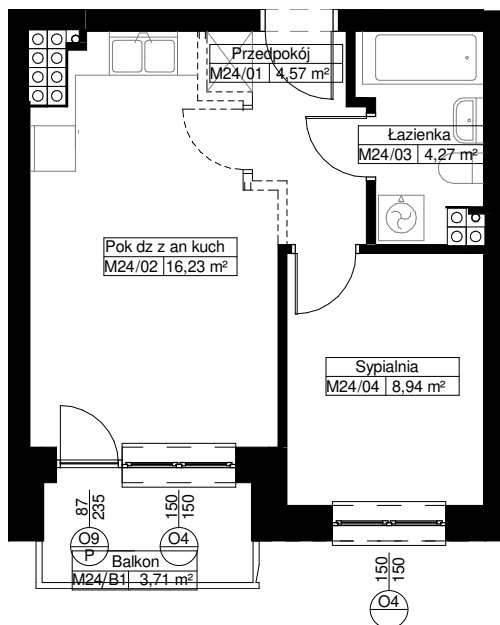 Przedpokój
M24/01 4,57 m²
Łazienka
M24/03 4,27 m²
Pok dz z an kuch
M24/02 16,23 m²
Sypialnia
M24/04 8,94 m²
87
235
150
150
O9
P
O4
Balkon
M24/B1 3,71 m²
150
150
O4